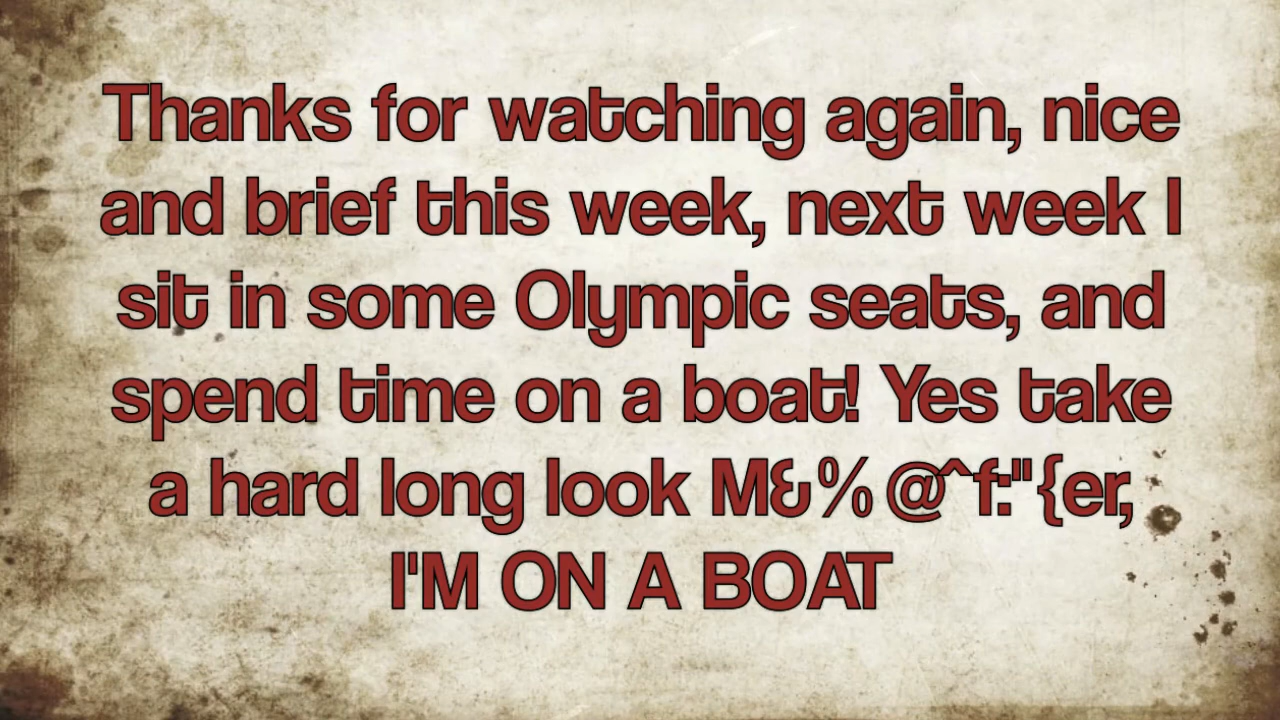 Thanks for watching again, nice
and brief this week, next week I
sit in some Olympic seats, and
spend time on a boat! Yes take
a hard long look M&%@^f:"{er,
I'M ON A BOAT